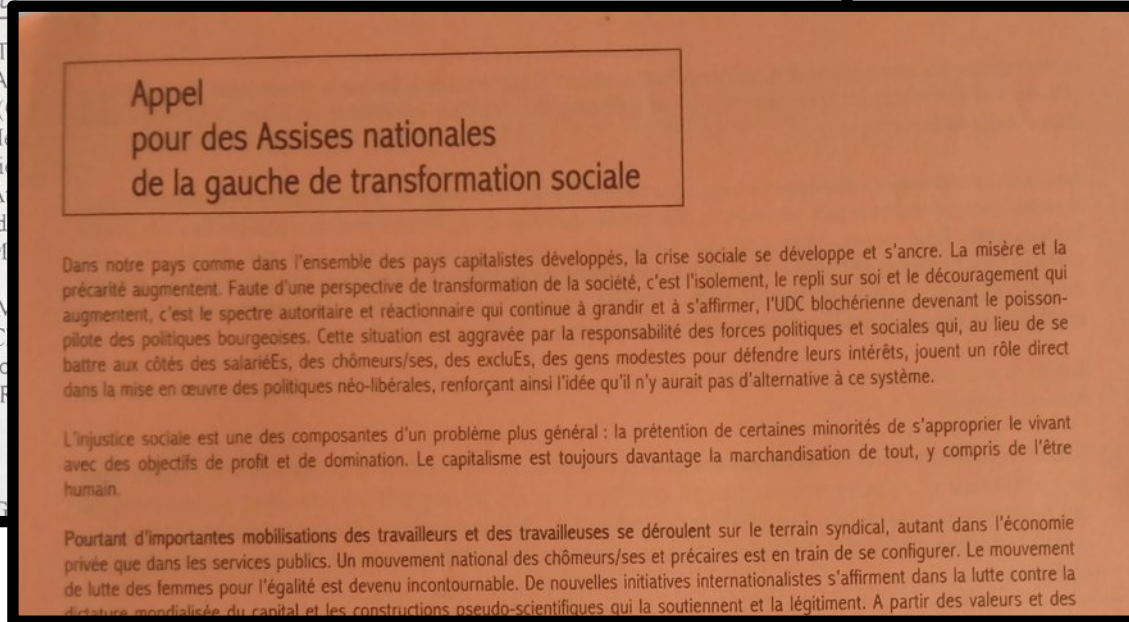 Appel
pour des Assises nationales
de la gauche de transformation sociale
Dans notre pays comme dans l'ensemble des pays capitalistes développés, la crise sociale se développe et s'ancre. La misère et la
précarité augmentent. Faute d'une perspective de transformation de la société, c'est l'isolement, le repli sur soi et le découragement qui
augmentent, c'est le spectre autoritaire et réactionnaire qui continue à grandir et à s'affirmer, l'UDC blochérienne devenant le poisson-
pilote des politiques bourgeoises. Cette situation est aggravée par la responsabilité des forces politiques et sociales qui, au lieu de se
battre aux côtés des salariéEs, des chômeurs/ses, des excluEs, des gens modestes pour défendre leurs intérêts, jouent un rôle direct
dans la mise en œuvre des politiques néo-libérales, renforçant ainsi l'idée qu'il n'y aurait pas d'alternative à ce système.
L'injustice sociale est une des composantes d'un problème plus général : la prétention de certaines minorités de s'approprier le vivant
avec des objectifs de profit et de domination. Le capitalisme est toujours davantage la marchandisation de tout, y compris de l'être
humain.
Pourtant d'importantes mobilisations des travailleurs et des travailleuses se déroulent sur le terrain syndical, autant dans l'économie
privée que dans les services publics. Un mouvement national des chômeurs/ses et précaires est en train de se configurer. Le mouvement
de lutte des femmes pour l'égalité est devenu incontournable. De nouvelles initiatives internationalistes s'affirment dans la lutte contre la
dictature mondialisée du capital et les constructions pseudo-scientifiques qui la soutiennent et la légitiment. A partir des valeurs et des